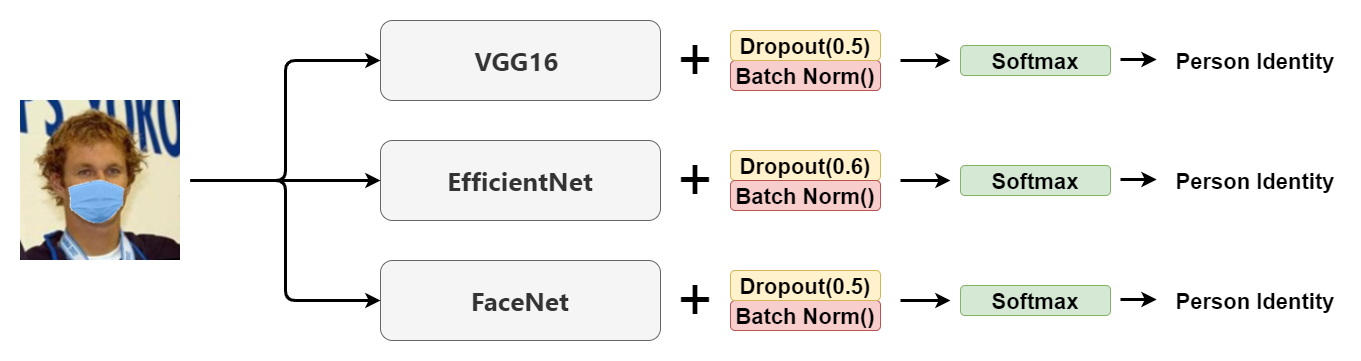 VGG16
Dropout(0.5)
Batch Norm()
Softmax
Person Identity
EfficientNet
Dropout(0.6)
Batch Norm()
Softmax
Person Identity
FaceNet
Dropout(0.5)
Batch Norm()
Softmax
Person Identity